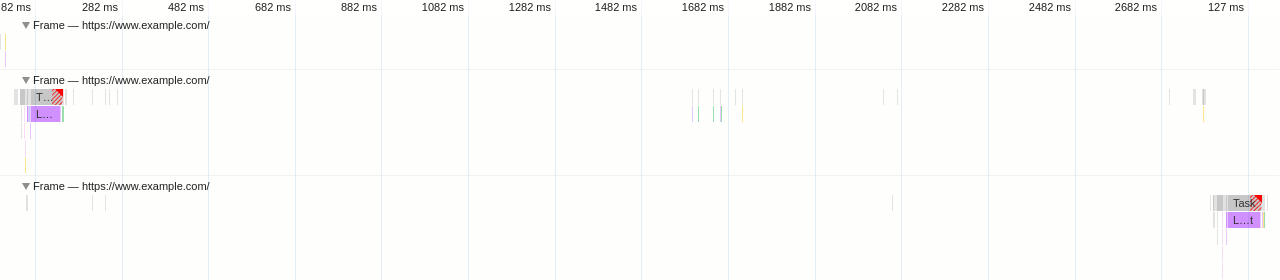 82 ms 282 ms 482 ms 682 ms 882 ms 1082 ms 1282 ms 1482 ms 1682 ms 1882 ms 2082 ms 2282 ms 2482 ms 2682 ms 127 ms
Frame — https://www.example.com/
Frame — https://www.example.com/
T...
L...
Frame — https://www.example.com/
Task
L...t